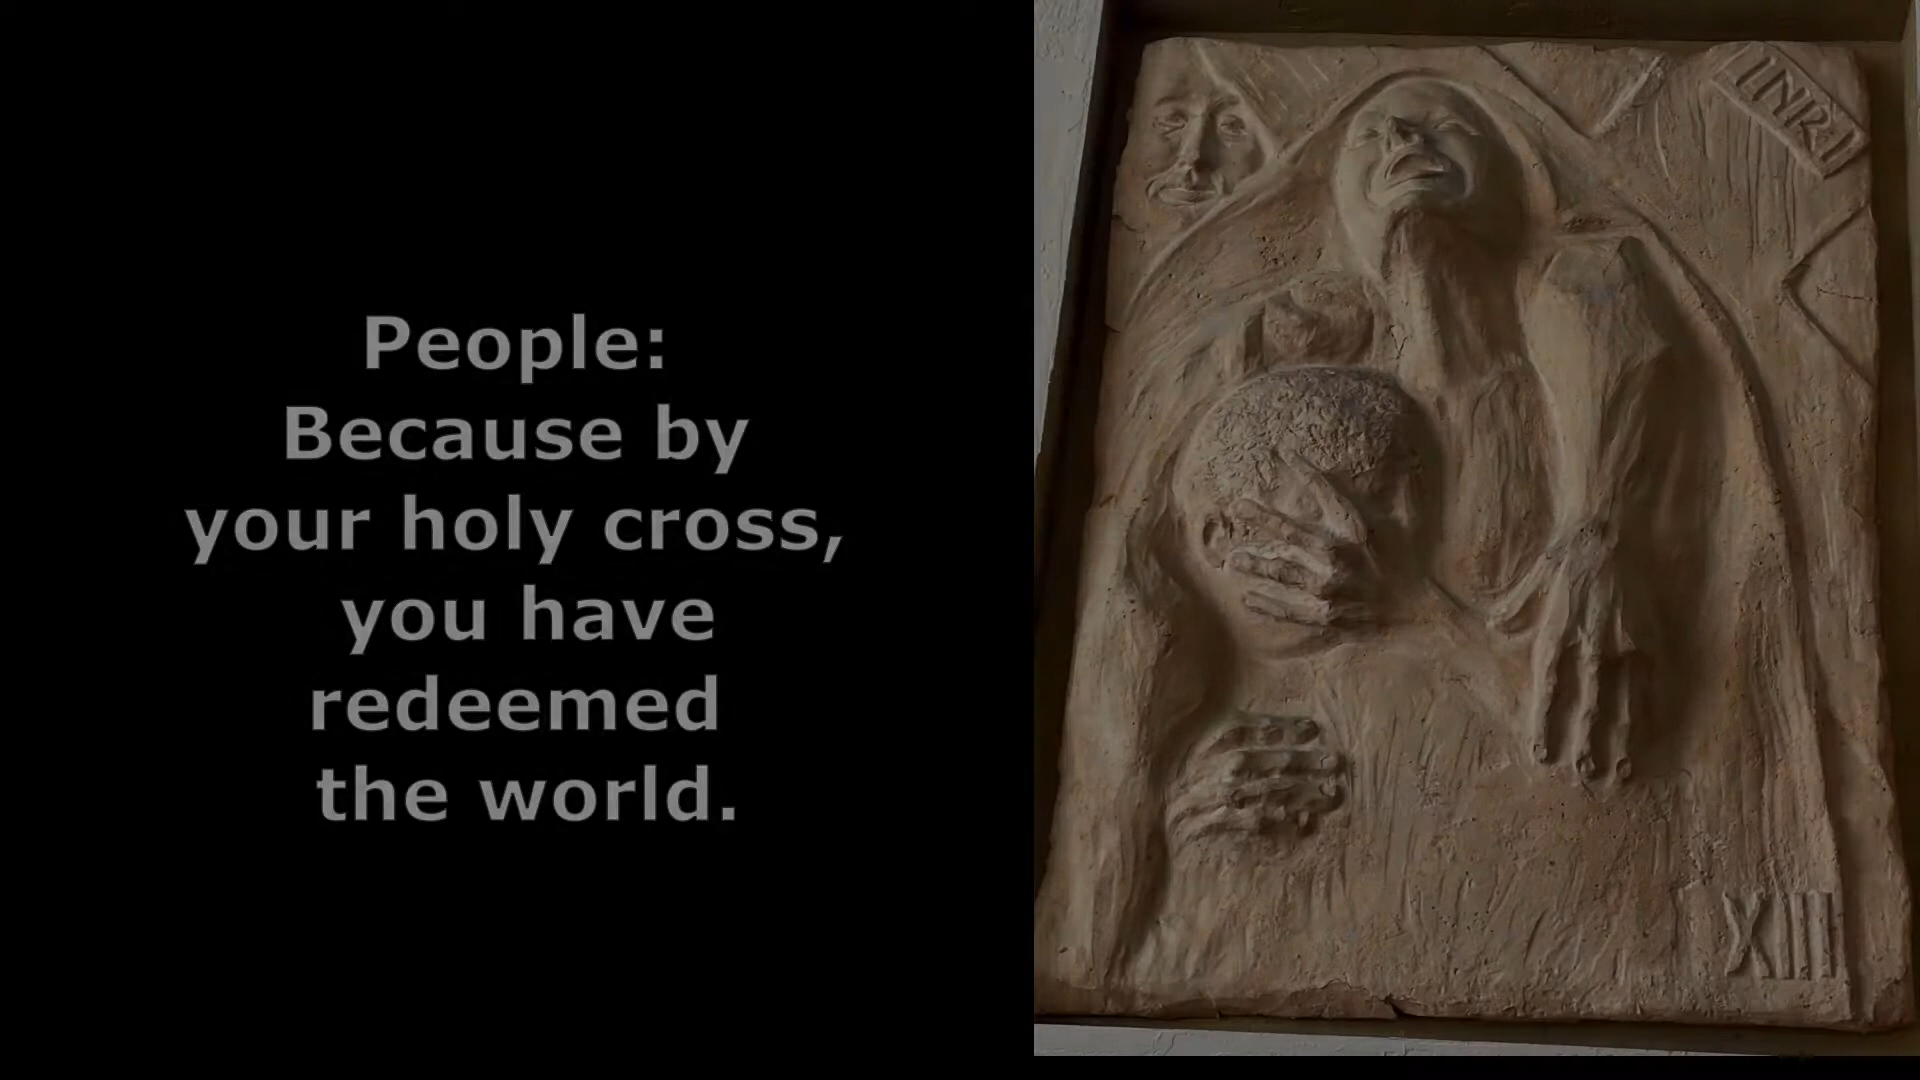 People:
Because by
your holy cross,
you have
redeemed
the world.
INRI
XIII